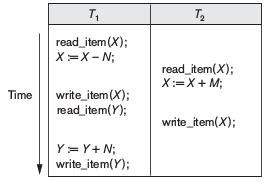 T1 T2
read_item(X);
X := X – N;
read_item(X);
X := X + M;
Time
write_item(X);
read_item(Y);
write_item(X);
Y := Y + N;
write_item(Y);